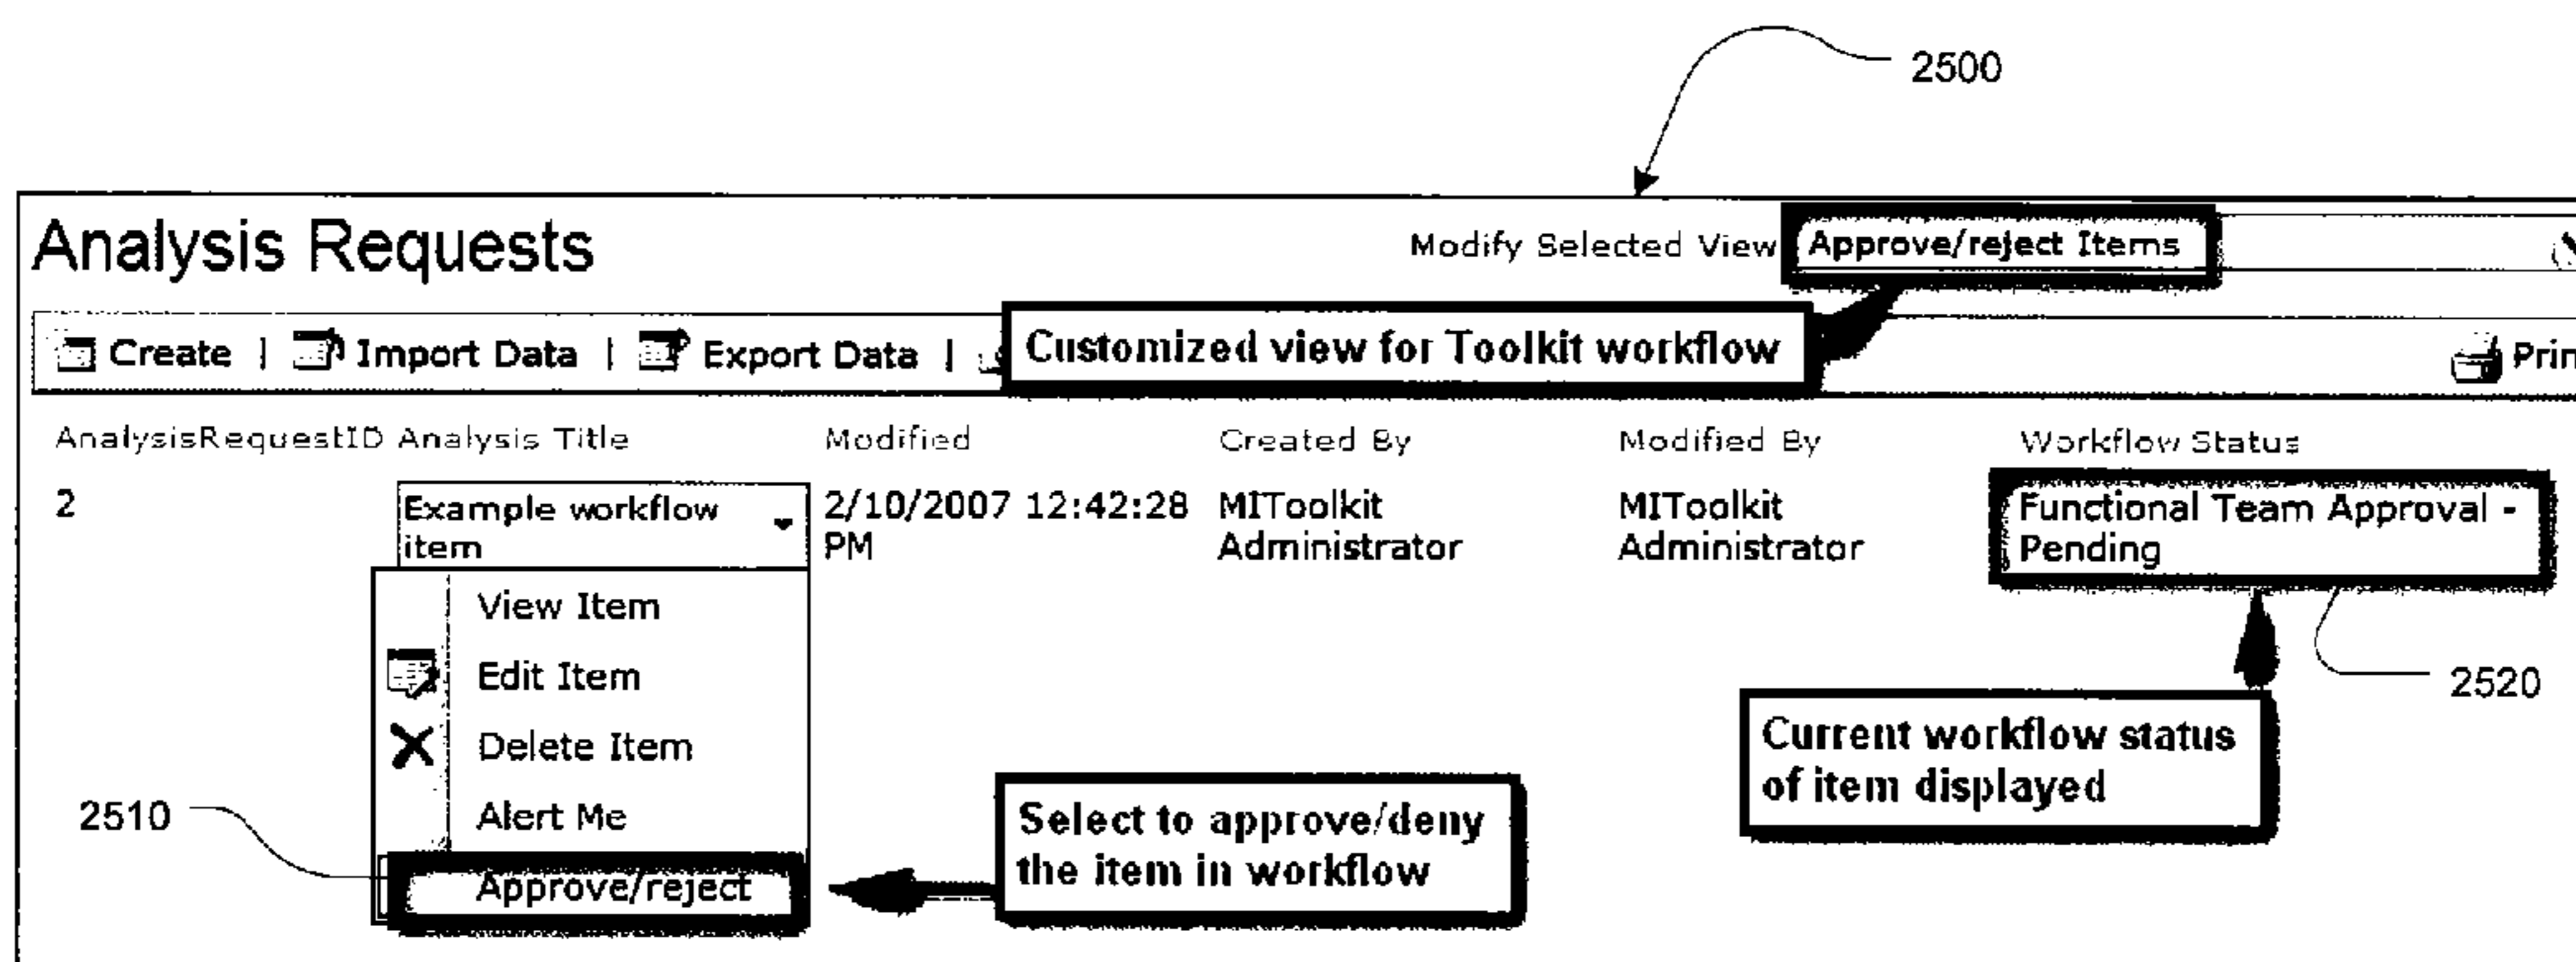 2500
Analysis Requests
Modify Selected View Approve/reject Items
Create | Import Data | Export Data |
Customized view for Toolkit workflow
Prin
AnalysisRequestID Analysis Title Modified Created By Modified By Workflow Status
2 Example workflow 2/10/2007 12:42:28 MIToolkit MIToolkit Functional Team Approval -
item PM Administrator Administrator Pending
View Item
Edit Item
2520
Delete Item
Current workflow status
of item displayed
Alert Me
2510
Select to approve/deny
the item in workflow
Approve/reject